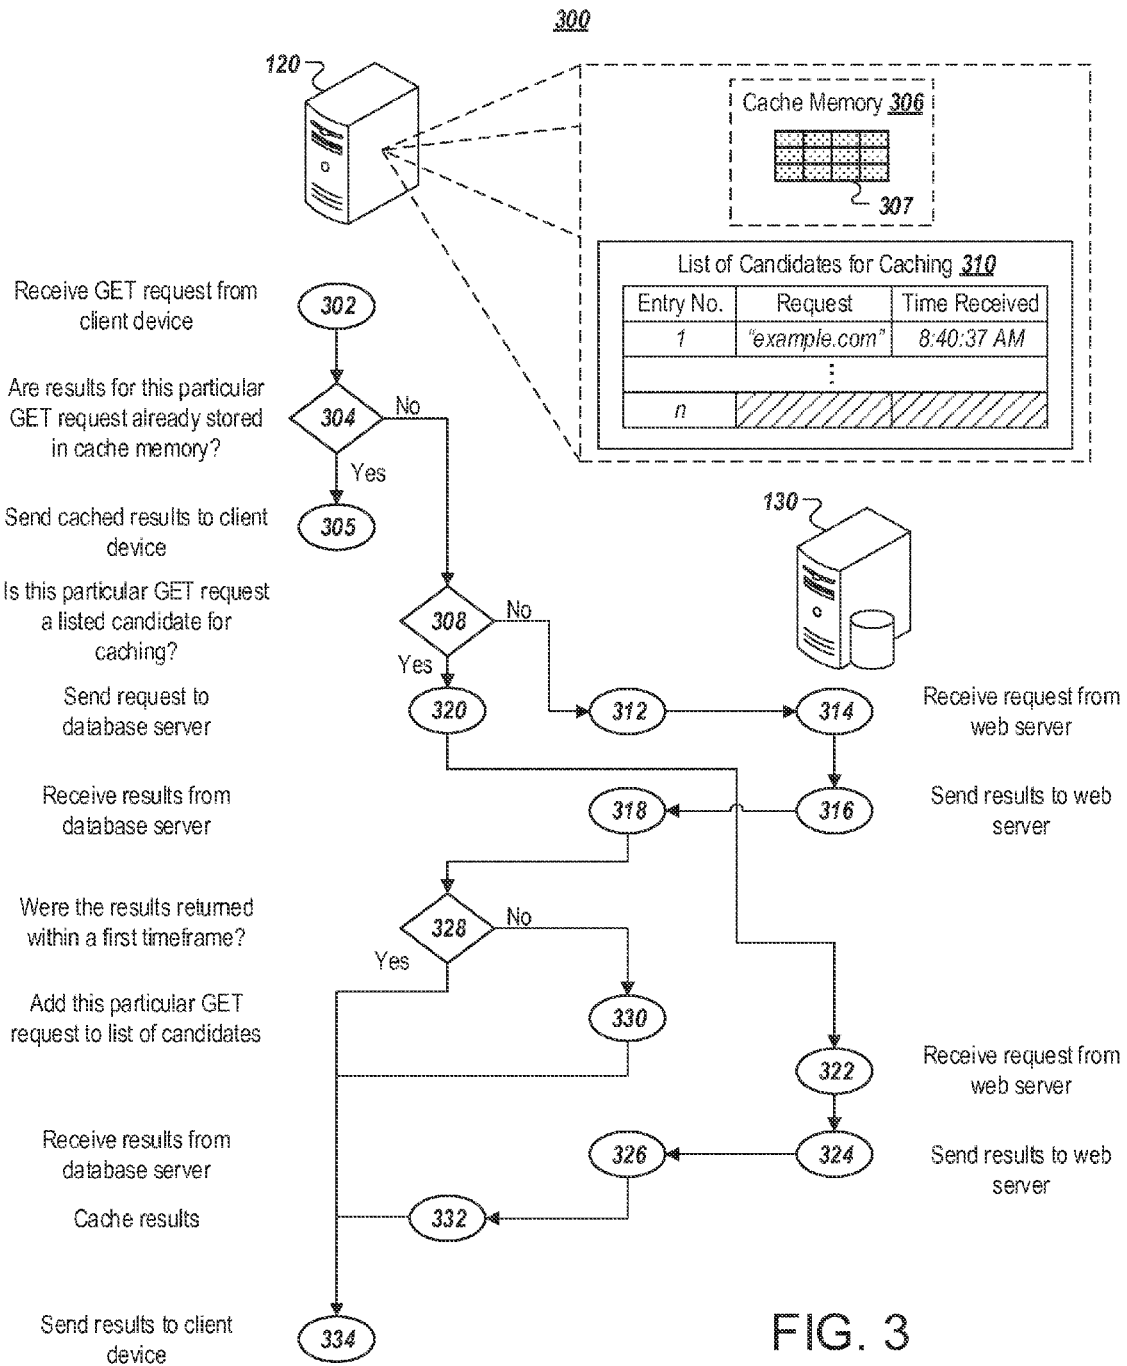 300
120
Cache Memory 306
307
List of Candidates for Caching 310
Entry No. Request Time Received
1 "example.com" 8:40:37 AM
⋮
n
Receive GET request from
client device
302
Are results for this particular
GET request already stored
in cache memory?
304
No
Yes
Send cached results to client
device
305
130
Is this particular GET request
a listed candidate for
caching?
308
No
Yes
Send request to
database server
320
312
314
Receive request from
web server
Receive results from
database server
318
316
Send results to web
server
Were the results returned
within a first timeframe?
328
No
Yes
Add this particular GET
request to list of candidates
330
322
Receive request from
web server
Receive results from
database server
326
324
Send results to web
server
Cache results
332
Send results to client
device
334
FIG. 3